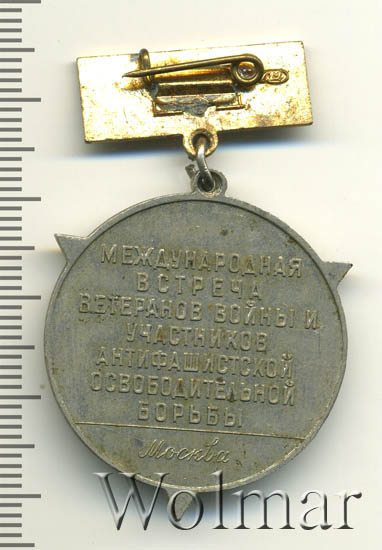 МЕЖДУНАРОДНАЯ
ВСТРЕЧА
ВЕТЕРАНОВ ВОЙНЫ И
УЧАСТНИКОВ
АНТИФАШИСТСКОЙ
ОСВОБОДИТЕЛЬНОЙ
БОРЬБЫ
Москва
Wolmar